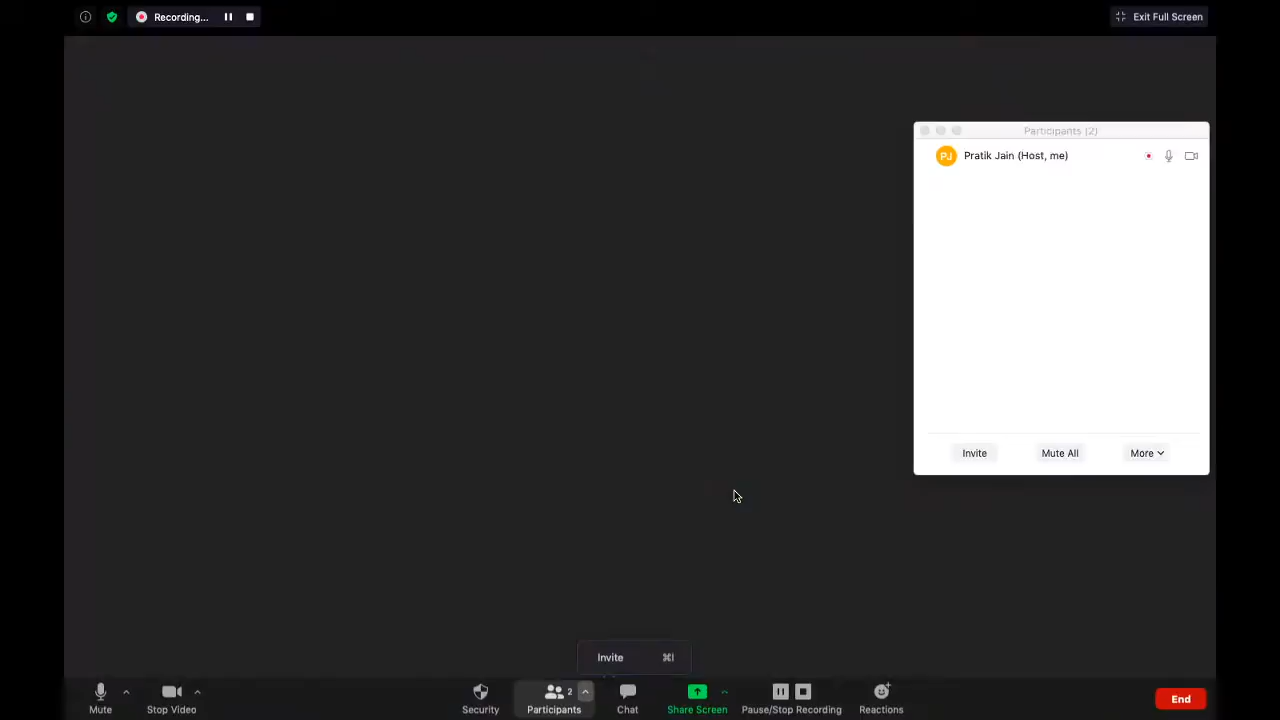 Recording...
Exit Full Screen
Participants (2)
PJ
Pratik Jain (Host, me)
Invite
Mute All
More
Invite ⌘I
Mute
Stop Video
Security
2
Participants
Chat
Share Screen
Pause/Stop Recording
Reactions
End